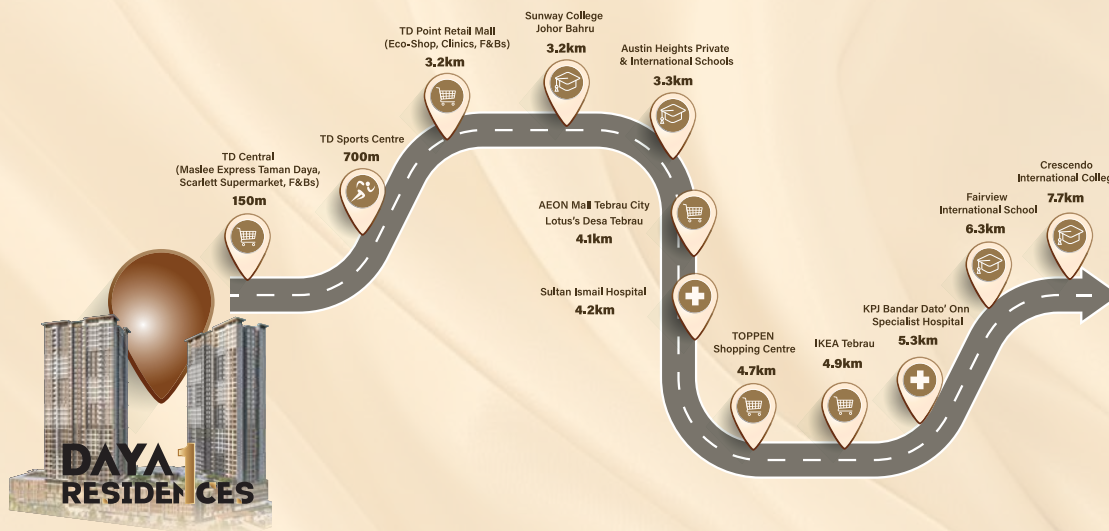 TD Central
(Maslee Express Taman Daya,
Scarlett Supermarket, F&Bs)
150m
TD Sports Centre
700m
TD Point Retail Mall
(Eco-Shop, Clinics, F&Bs)
3.2km
Sunway College
Johor Bahru
3.2km
Austin Heights Private
& International Schools
3.3km
AEON Mall Tebrau City
Lotus's Desa Tebrau
4.1km
Sultan Ismail Hospital
4.2km
TOPPEN
Shopping Centre
4.7km
IKEA Tebrau
4.9km
KPJ Bandar Dato' Onn
Specialist Hospital
5.3km
Fairview
International School
6.3km
Crescendo
International Colleg
7.7km
DAYA 1
RESIDENCES